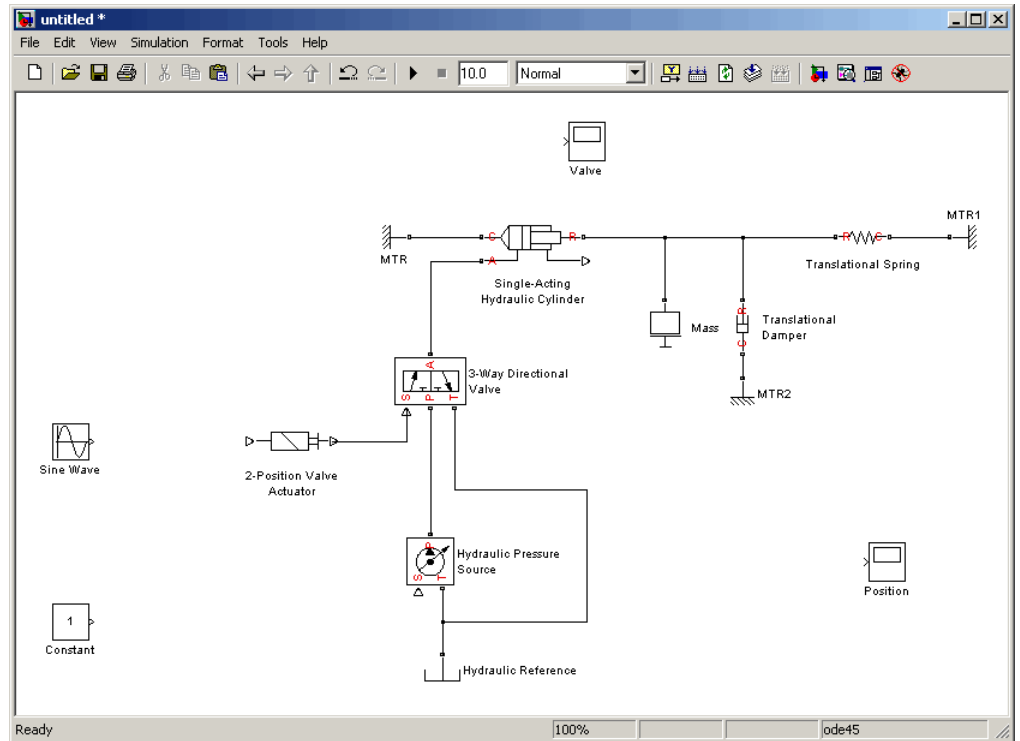 untitled *
File Edit View Simulation Format Tools Help
10.0 Normal
Valve
MTR1
C R R C
MTR
A
Translational Spring
Single-Acting
Hydraulic Cylinder
R
Mass
Translational
Damper
C
A
3-Way Directional
Valve
S P T
MTR2
Sine Wave
2-Position Valve
Actuator
P
Hydraulic Pressure
Source
S T
Position
1
Constant
Hydraulic Reference
Ready 100% ode45